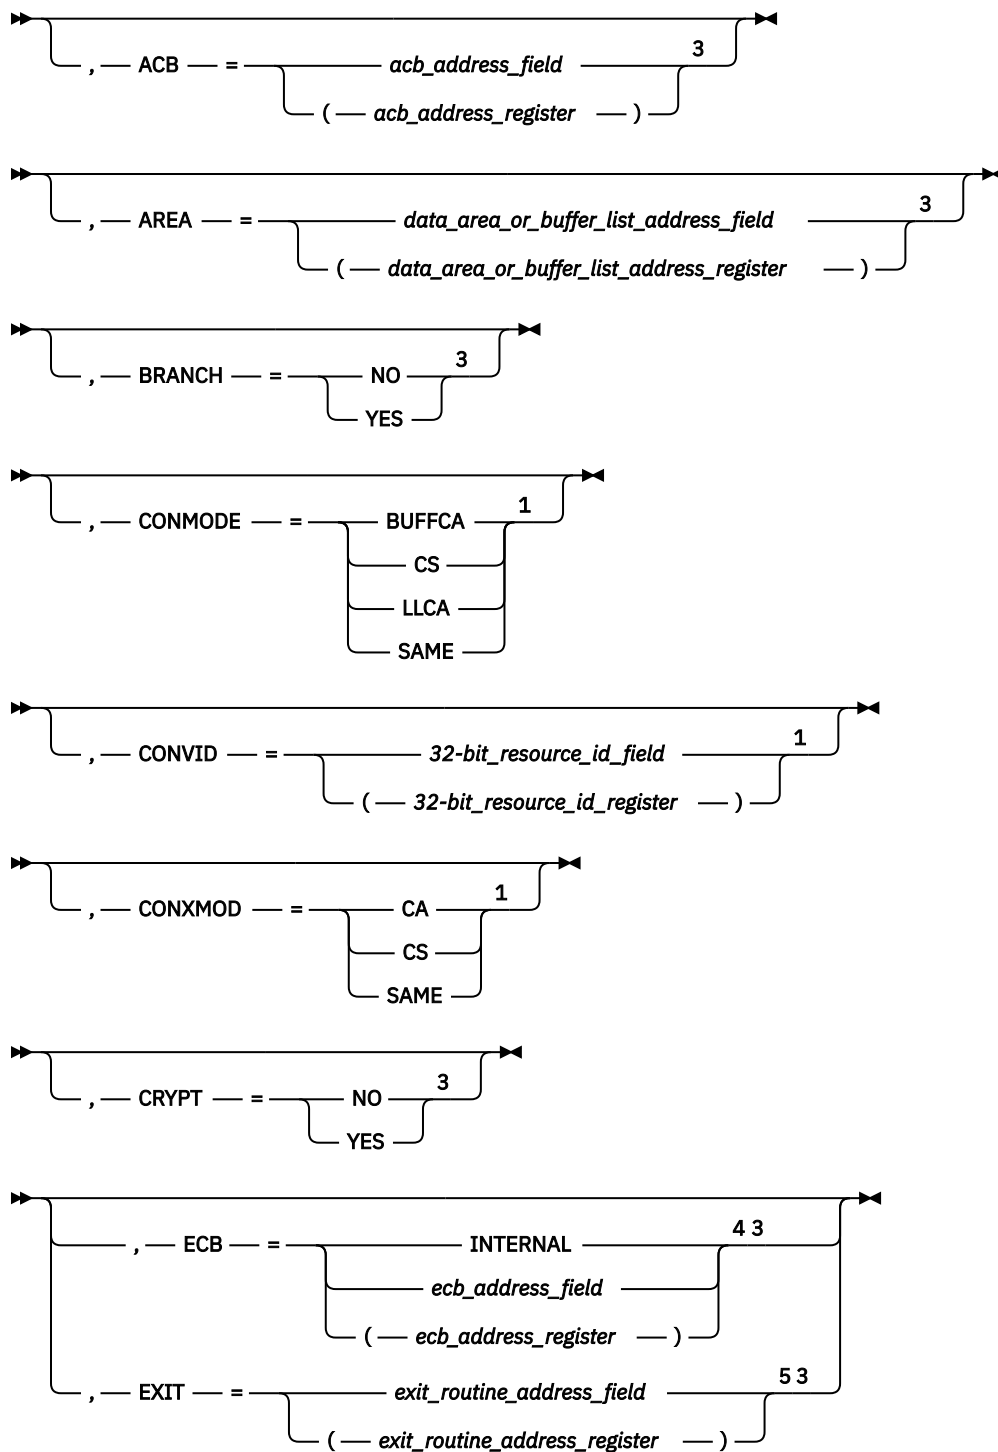 , ACB = acb_address_field 3
( acb_address_register )
, AREA = data_area_or_buffer_list_address_field 3
( data_area_or_buffer_list_address_register )
, BRANCH = NO 3
YES
, CONMODE = BUFFCA 1
CS
LLCA
SAME
, CONVID = 32-bit_resource_id_field 1
( 32-bit_resource_id_register )
, CONXMOD = CA 1
CS
SAME
, CRYPT = NO 3
YES
, ECB = INTERNAL 4 3
ecb_address_field
( ecb_address_register )
, EXIT = exit_routine_address_field 5 3
( exit_routine_address_register )